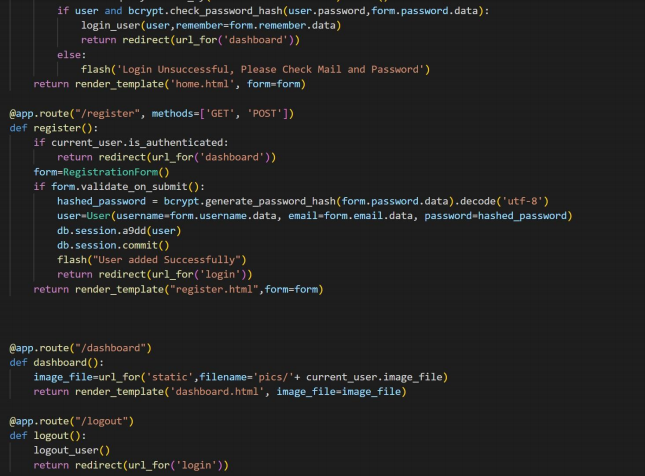 if user and bcrypt.check_password_hash(user.password,form.password.data):
login_user(user,remember=form.remember.data)
return redirect(url_for('dashboard'))
else:
flash('Login Unsuccessful, Please Check Mail and Password')
return render_template('home.html', form=form)
@app.route("/register", methods=['GET', 'POST'])
def register():
if current_user.is_authenticated:
return redirect(url_for('dashboard'))
form=RegistrationForm()
if form.validate_on_submit():
hashed_password = bcrypt.generate_password_hash(form.password.data).decode('utf-8')
user=User(username=form.username.data, email=form.email.data, password=hashed_password)
db.session.a9dd(user)
db.session.commit()
flash("User added Successfully")
return redirect(url_for('login'))
return render_template("register.html",form=form)
@app.route("/dashboard")
def dashboard():
image_file=url_for('static',filename='pics/'+ current_user.image_file)
return render_template('dashboard.html', image_file=image_file)
@app.route("/logout")
def logout():
logout_user()
return redirect(url_for('login'))